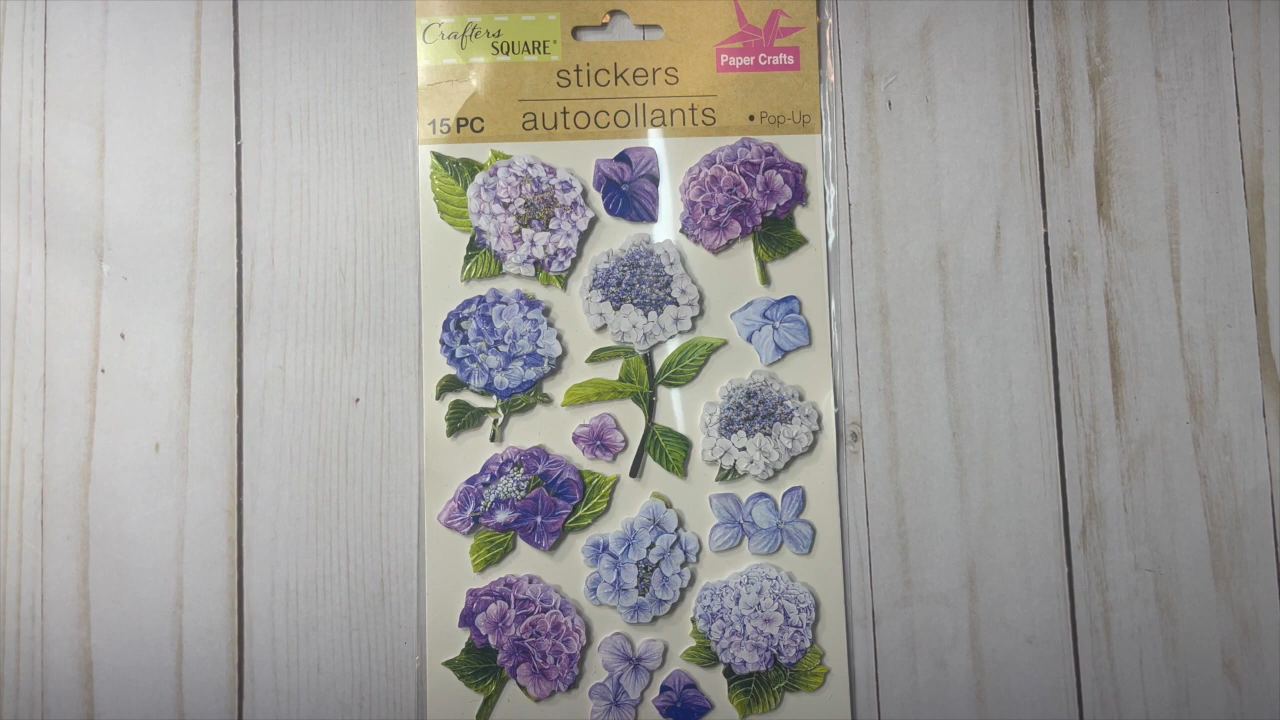 Crafters
SQUARE®
Paper Crafts
stickers
autocollants
15 PC
• Pop-Up